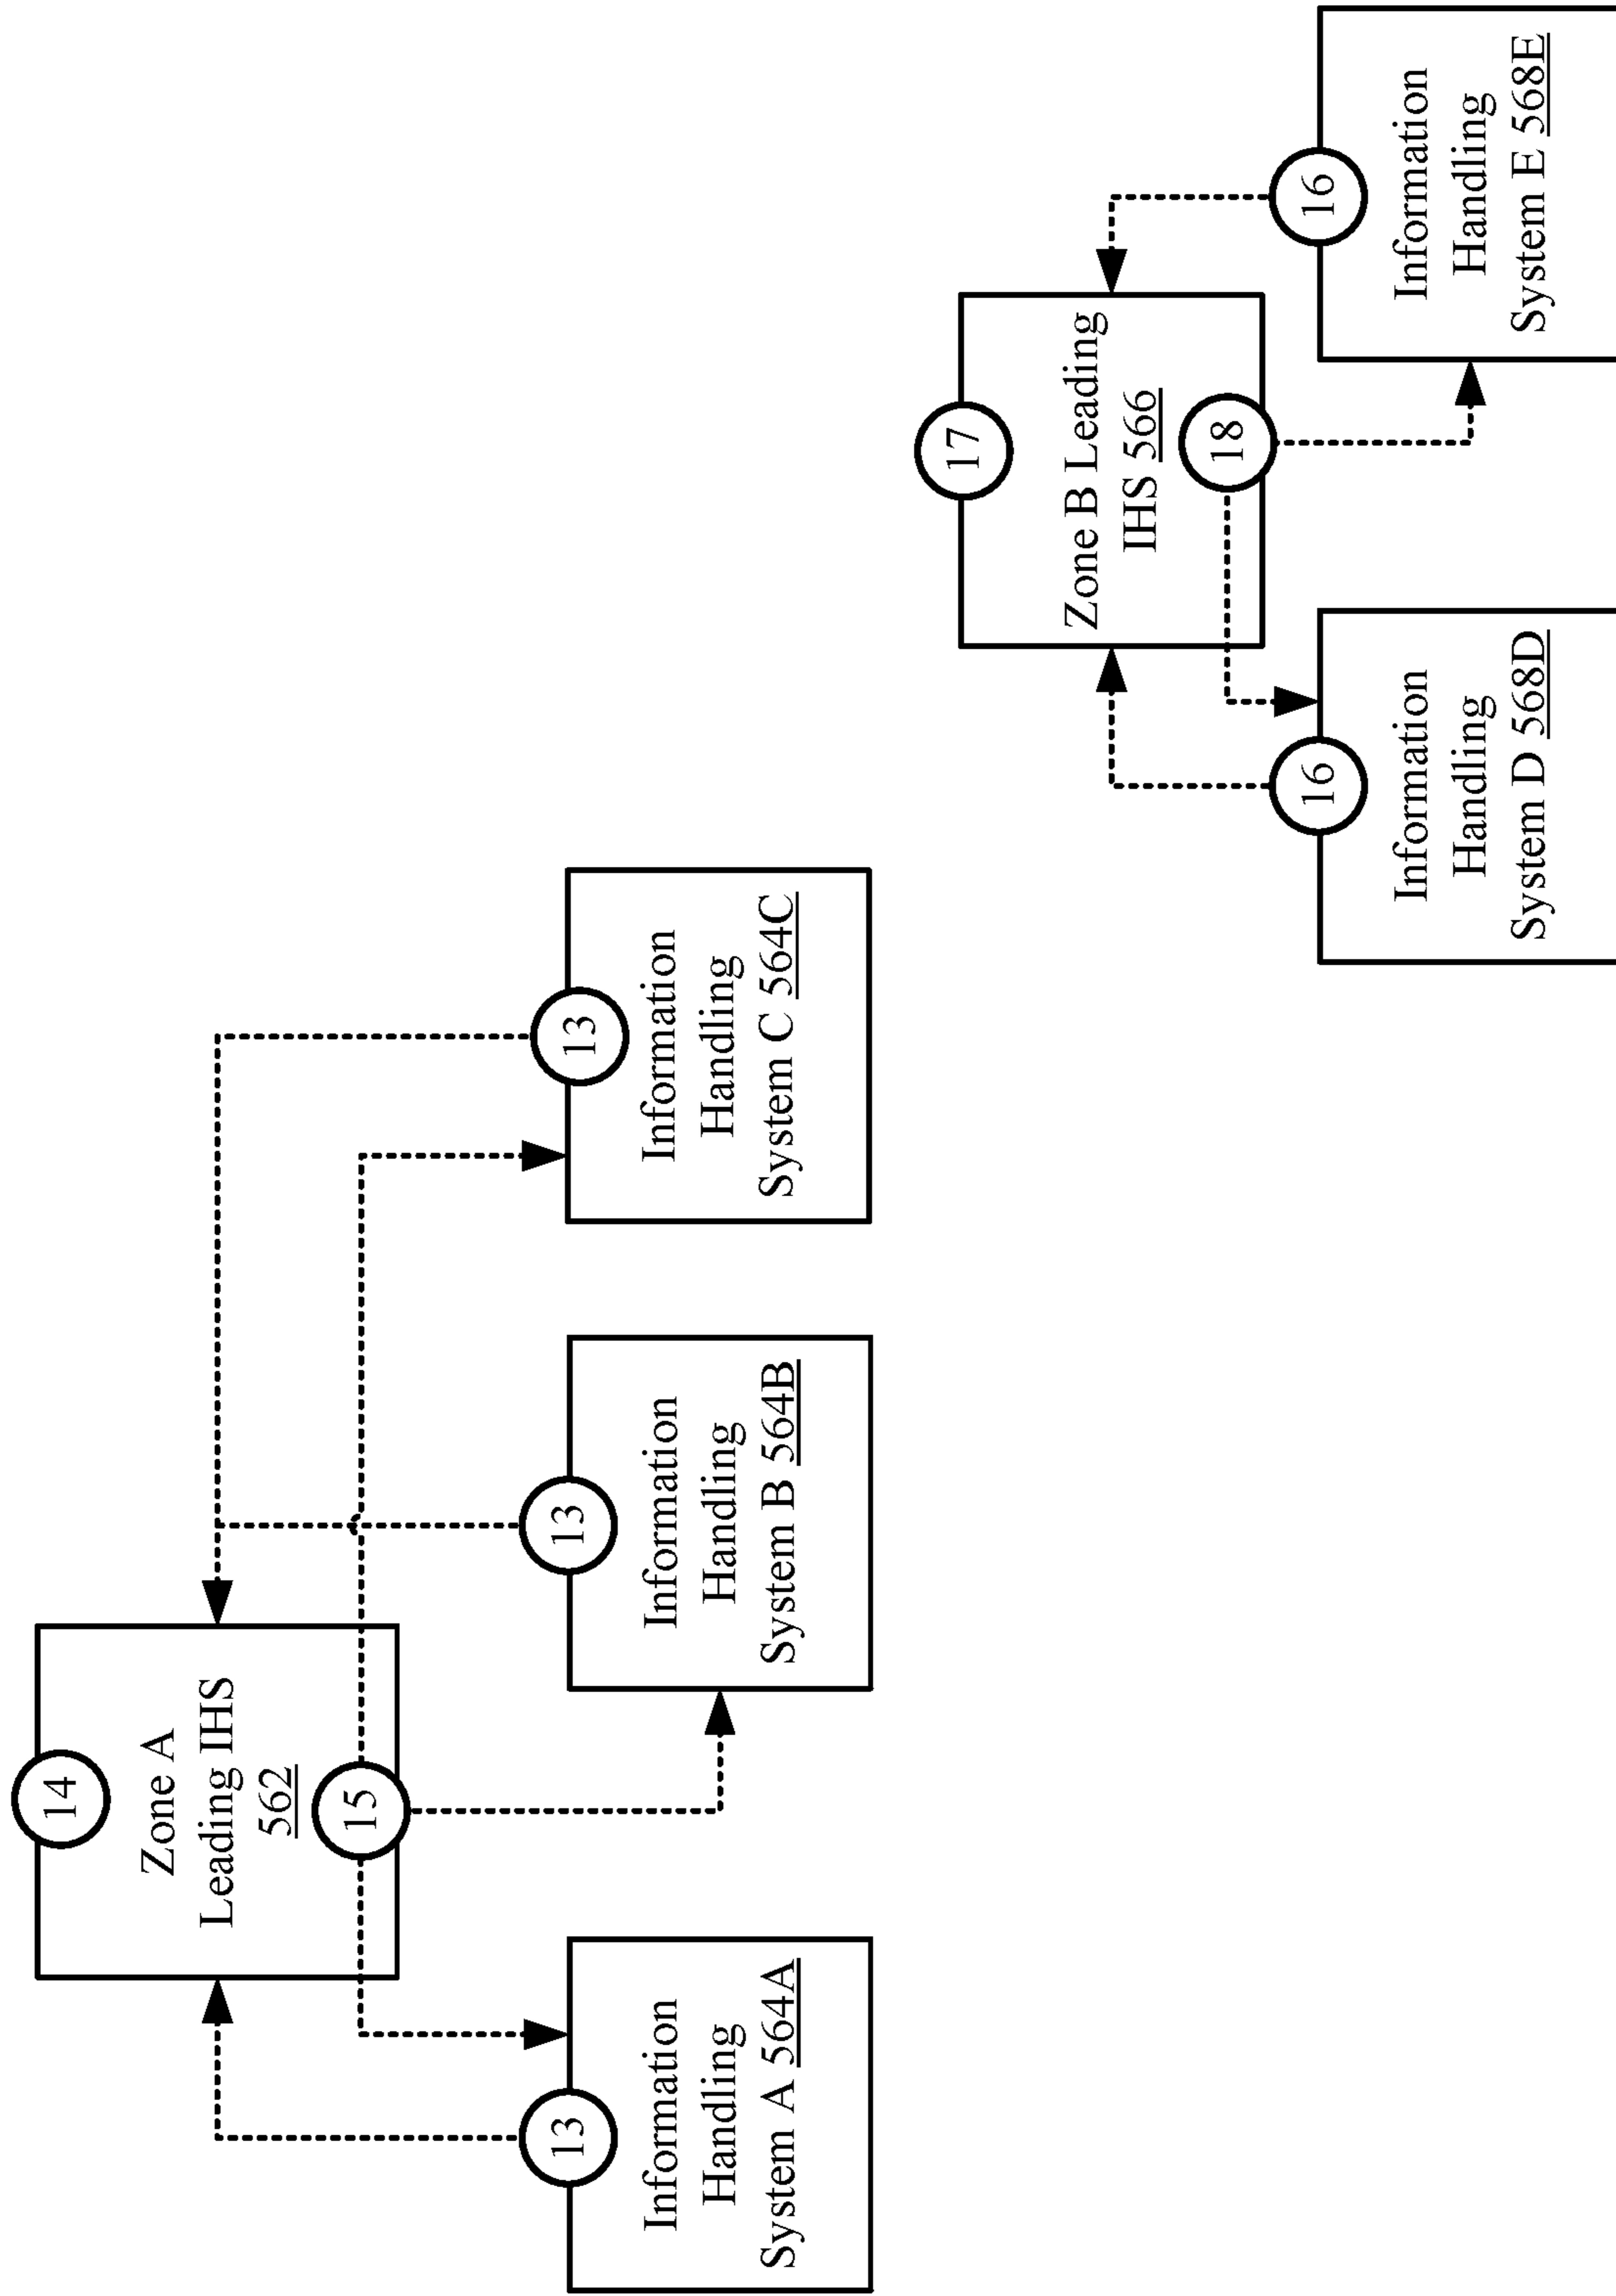 14
Zone A
Leading IHS
562
15
13
Information
Handling
System A 564A
13
Information
Handling
System B 564B
13
Information
Handling
System C 564C
17
Zone B Leading
IHS 566
18
16
Information
Handling
System D 568D
16
Information
Handling
System E 568E